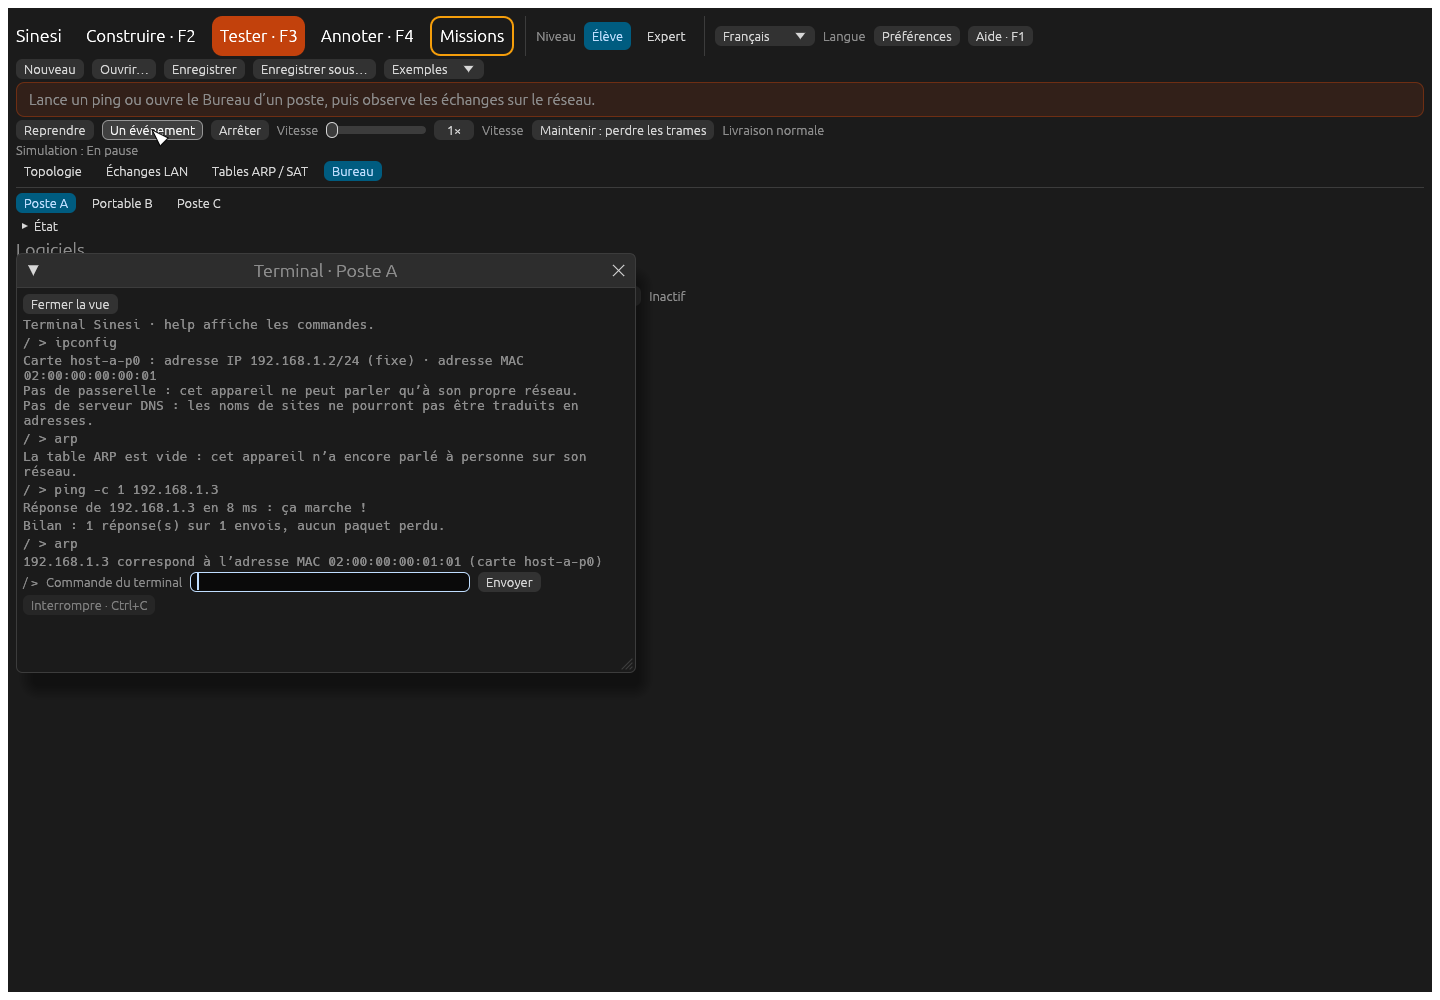 Sinesi Construire · F2 Tester · F3 Annoter · F4 Missions Niveau Élève Expert Français Langue Préférences Aide · F1
Nouveau Ouvrir… Enregistrer Enregistrer sous… Exemples
Lance un ping ou ouvre le Bureau d’un poste, puis observe les échanges sur le réseau.
Reprendre Un événement Arrêter Vitesse 1× Vitesse Maintenir : perdre les trames Livraison normale
Simulation : En pause
Topologie Échanges LAN Tables ARP / SAT Bureau
Poste A Portable B Poste C
État
Logiciels
Terminal · Poste A
Inactif
Fermer la vue
Terminal Sinesi · help affiche les commandes.
/ > ipconfig
Carte host-a-p0 : adresse IP 192.168.1.2/24 (fixe) · adresse MAC
02:00:00:00:00:01
Pas de passerelle : cet appareil ne peut parler qu’à son propre réseau.
Pas de serveur DNS : les noms de sites ne pourront pas être traduits en
adresses.
/ > arp
La table ARP est vide : cet appareil n’a encore parlé à personne sur son
réseau.
/ > ping -c 1 192.168.1.3
Réponse de 192.168.1.3 en 8 ms : ça marche !
Bilan : 1 réponse(s) sur 1 envois, aucun paquet perdu.
/ > arp
192.168.1.3 correspond à l’adresse MAC 02:00:00:00:01:01 (carte host-a-p0)
/ > Commande du terminal Envoyer
Interrompre · Ctrl+C